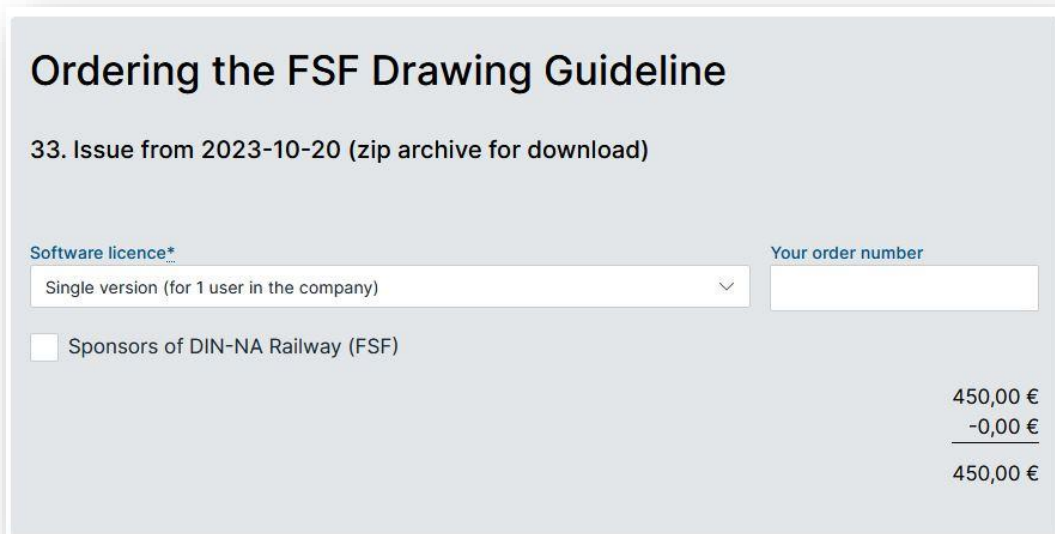 Ordering the FSF Drawing Guideline
33. Issue from 2023-10-20 (zip archive for download)
Software licence*
Your order number
Single version (for 1 user in the company)
Sponsors of DIN-NA Railway (FSF)
450,00 €
-0,00 €
450,00 €